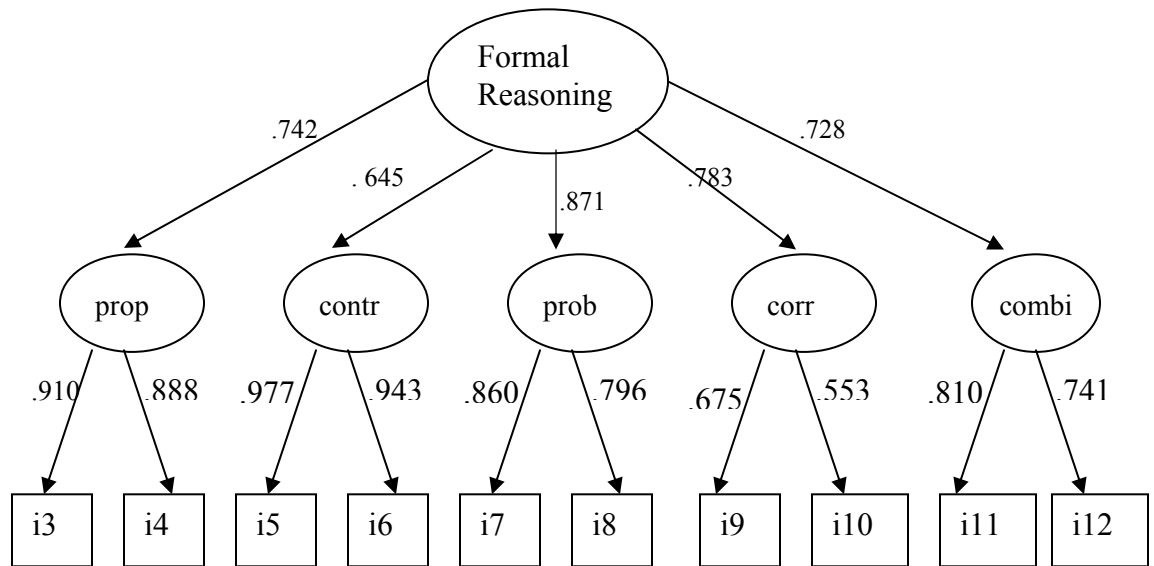 Formal
Reasoning
.742
. 645
.871
.783
.728
prop
contr
prob
corr
combi
.910
.888
.977
.943
.860
.796
.675
.553
.810
.741
i3
i4
i5
i6
i7
i8
i9
i10
i11
i12